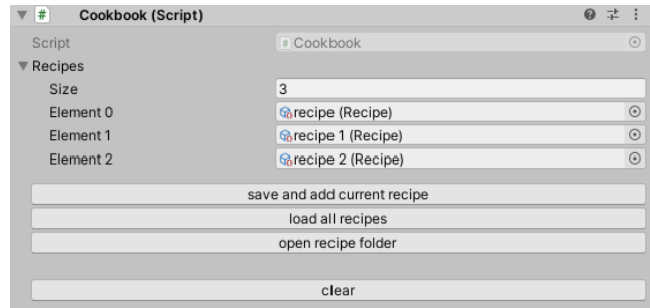 # Cookbook (Script)
Script # Cookbook
Recipes
Size 3
Element 0 recipe (Recipe)
Element 1 recipe 1 (Recipe)
Element 2 recipe 2 (Recipe)
save and add current recipe
load all recipes
open recipe folder
clear